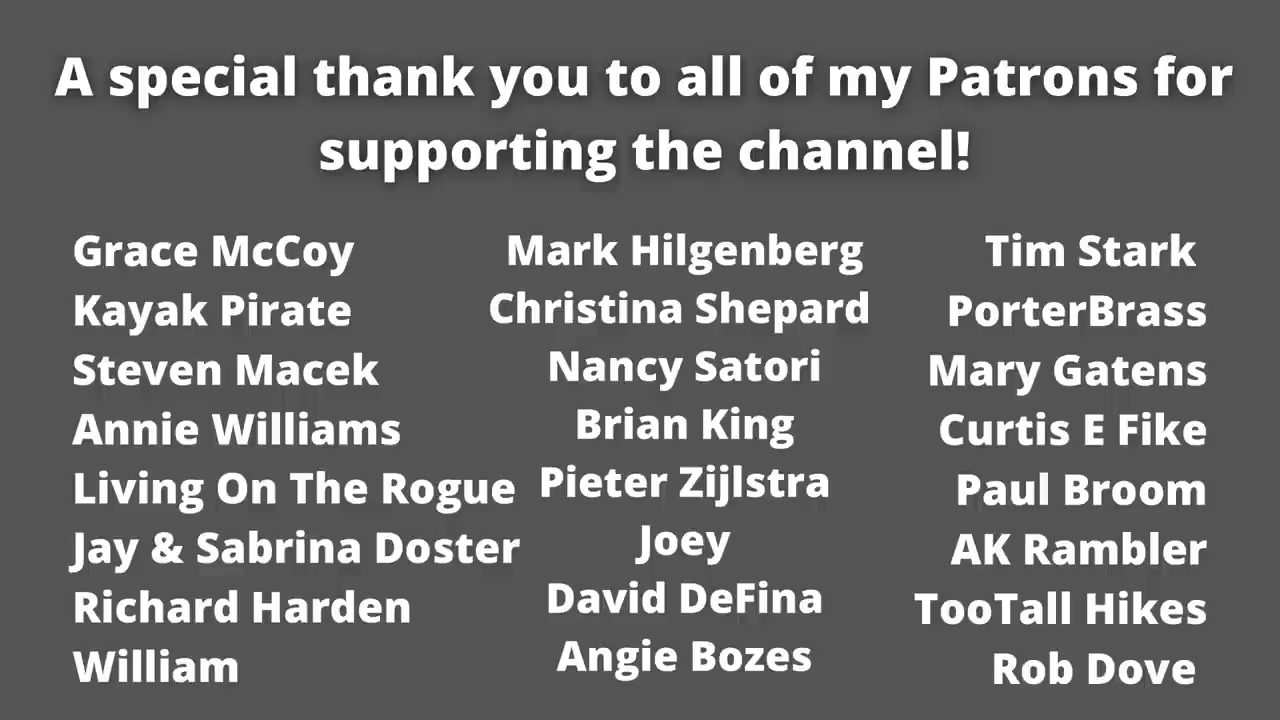 A special thank you to all of my Patrons for
supporting the channel!
Grace McCoy
Kayak Pirate
Steven Macek
Annie Williams
Living On The Rogue
Jay & Sabrina Doster
Richard Harden
William
Mark Hilgenberg
Christina Shepard
Nancy Satori
Brian King
Pieter Zijlstra
Joey
David DeFina
Angie Bozes
Tim Stark
PorterBrass
Mary Gatens
Curtis E Fike
Paul Broom
AK Rambler
TooTall Hikes
Rob Dove